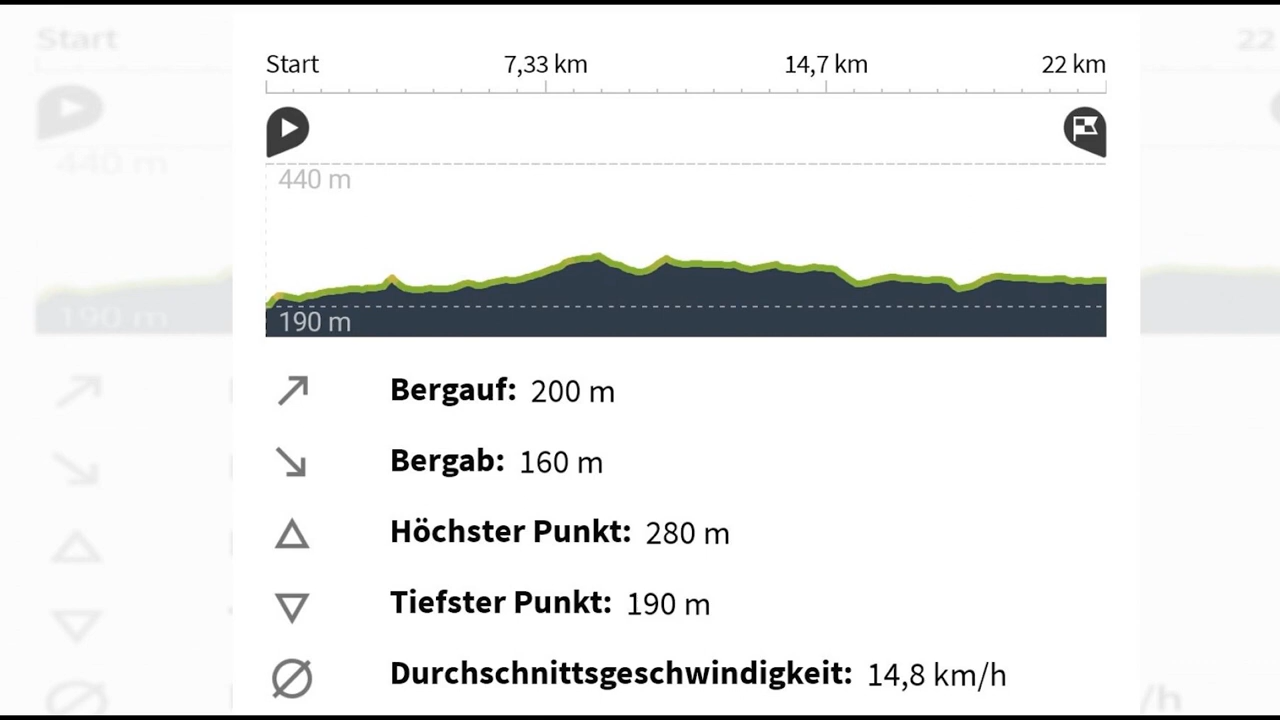 Start 7,33 km 14,7 km 22 km
440 m
190 m
Bergauf: 200 m
Bergab: 160 m
Höchster Punkt: 280 m
Tiefster Punkt: 190 m
Durchschnittsgeschwindigkeit: 14,8 km/h